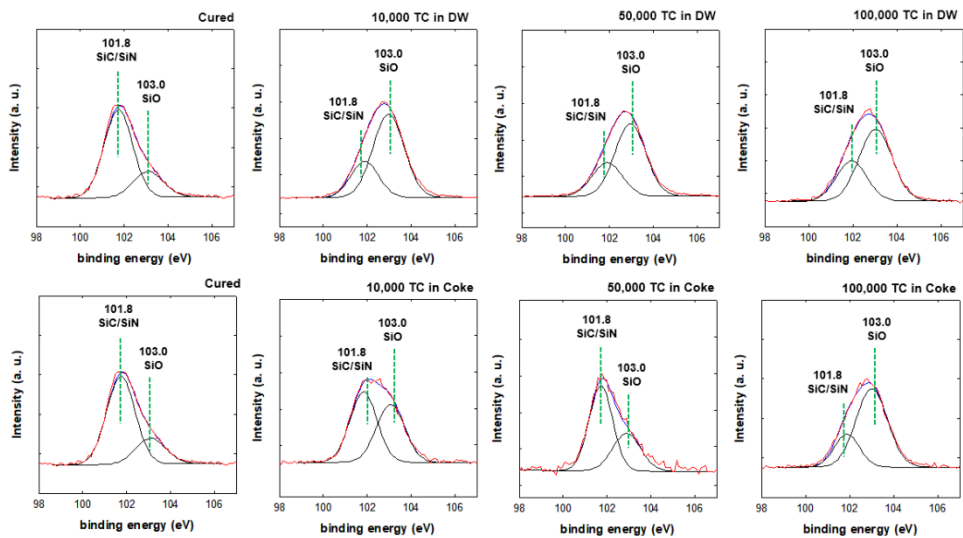 Cured
101.8
SiC/SiN
103.0
SiO
Intensity (a. u.)
98 100 102 104 106
binding energy (eV)
10,000 TC in DW
103.0
SiO
101.8
SiC/SiN
Intensity (a. u.)
98 100 102 104 106
binding energy (eV)
50,000 TC in DW
103.0
SiO
101.8
SiC/SiN
Intensity (a. u.)
98 100 102 104 106
binding energy (eV)
100,000 TC in DW
103.0
SiO
101.8
SiC/SiN
Intensity (a. u.)
98 100 102 104 106
binding energy (eV)
Cured
101.8
SiC/SiN
103.0
SiO
Intensity (a. u.)
98 100 102 104 106
binding energy (eV)
10,000 TC in Coke
103.0
SiO
101.8
SiC/SiN
Intensity (a. u.)
98 100 102 104 106
binding energy (eV)
50,000 TC in Coke
101.8
SiC/SiN
103.0
SiO
Intensity (a. u.)
98 100 102 104 106
binding energy (eV)
100,000 TC in Coke
103.0
SiO
101.8
SiC/SiN
Intensity (a. u.)
98 100 102 104 106
binding energy (eV)